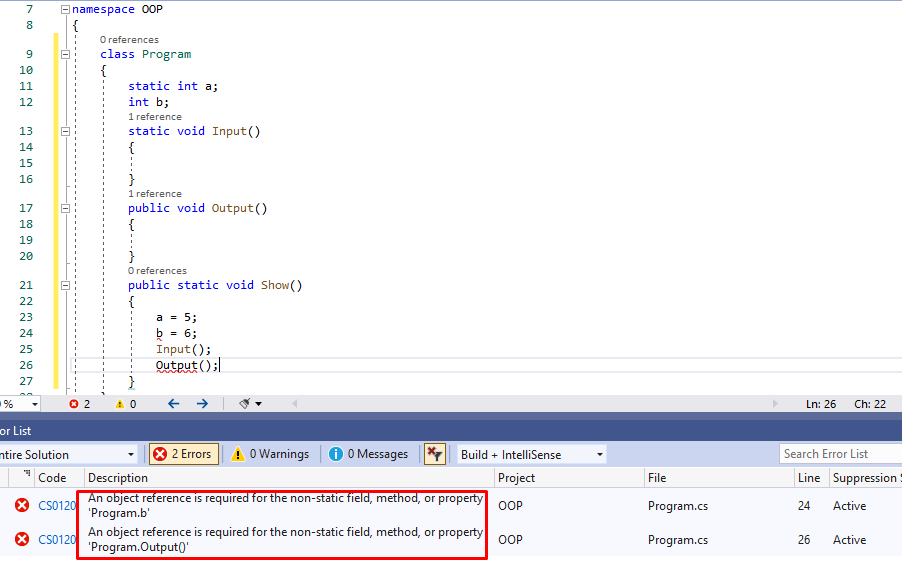 7 namespace OOP
8 {
0 references
9 class Program
10 {
11 static int a;
12 int b;
1 reference
13 static void Input()
14 {
15
16 }
1 reference
17 public void Output()
18 {
19
20 }
0 references
21 public static void Show()
22 {
23 a = 5;
24 b = 6;
25 Input();
26 Output();
27 }
% 2 0 Ln: 26 Ch: 22
or List
ntire Solution 2 Errors 0 Warnings 0 Messages Build + IntelliSense Search Error List
Code Description Project File Line Suppression S
An object reference is required for the non-static field, method, or property
CS0120 'Program.b' OOP Program.cs 24 Active
An object reference is required for the non-static field, method, or property
CS0120 'Program.Output()' OOP Program.cs 26 Active